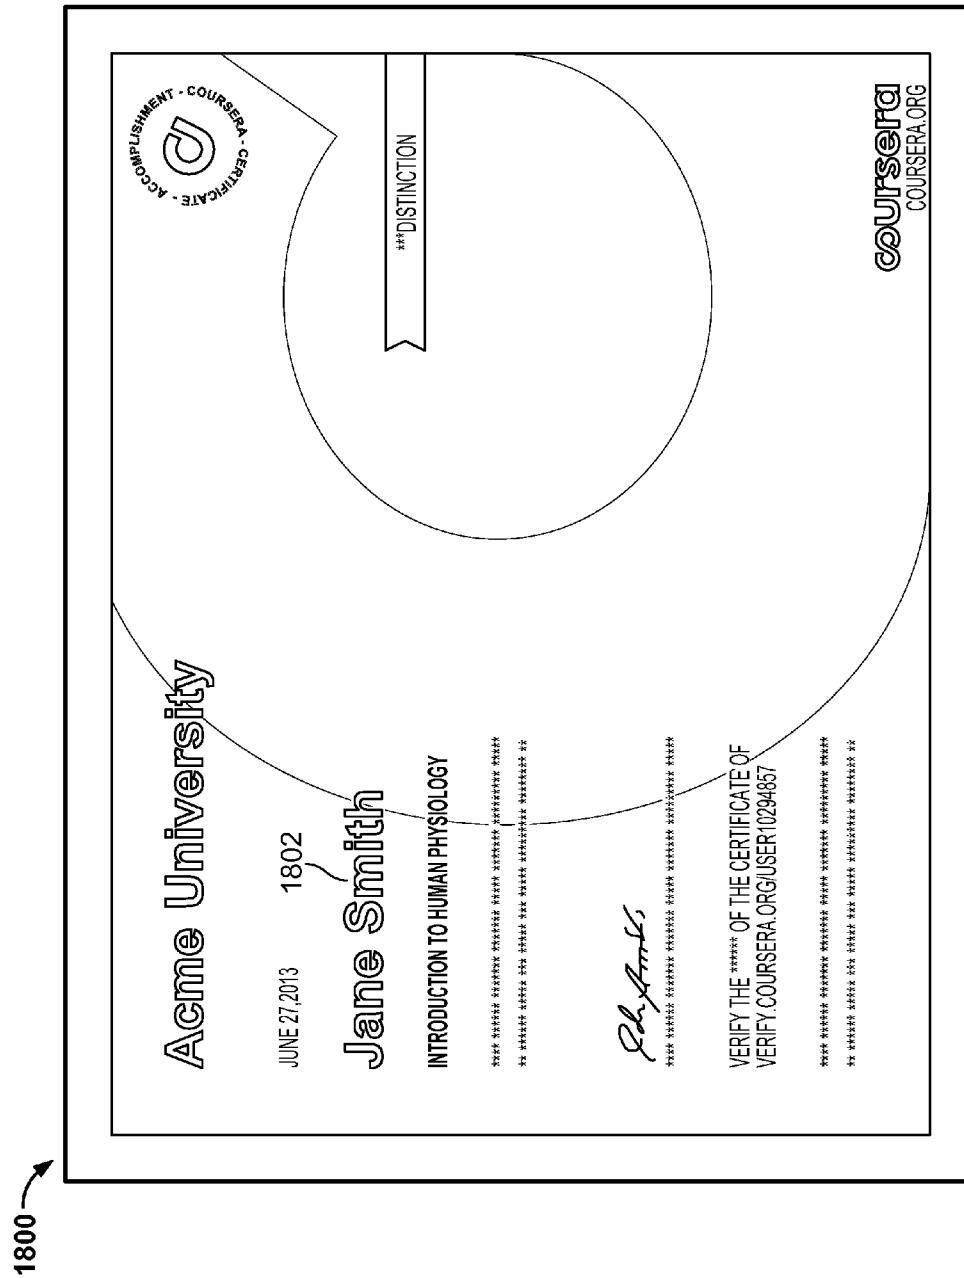 1800
ACCOMPLISHMENT - COURSERA - CERTIFICATE -
Acme University
JUNE 27,2013
1802
Jane Smith
***DISTINCTION
INTRODUCTION TO HUMAN PHYSIOLOGY
**** ****** ******* ******* ***** ******* ********* *****
** ****** ***** *** ***** *** ***** ********* ******** **
**** ****** ******* ******* ***** ******* ********* *****
VERIFY THE ****** OF THE CERTIFICATE OF
VERIFY.COURSERA.ORG/USER10294857
**** ****** ******* ******* ***** ******* ********* *****
** ****** ***** *** ***** *** ***** ********* ******** **
coursera
COURSERA.ORG